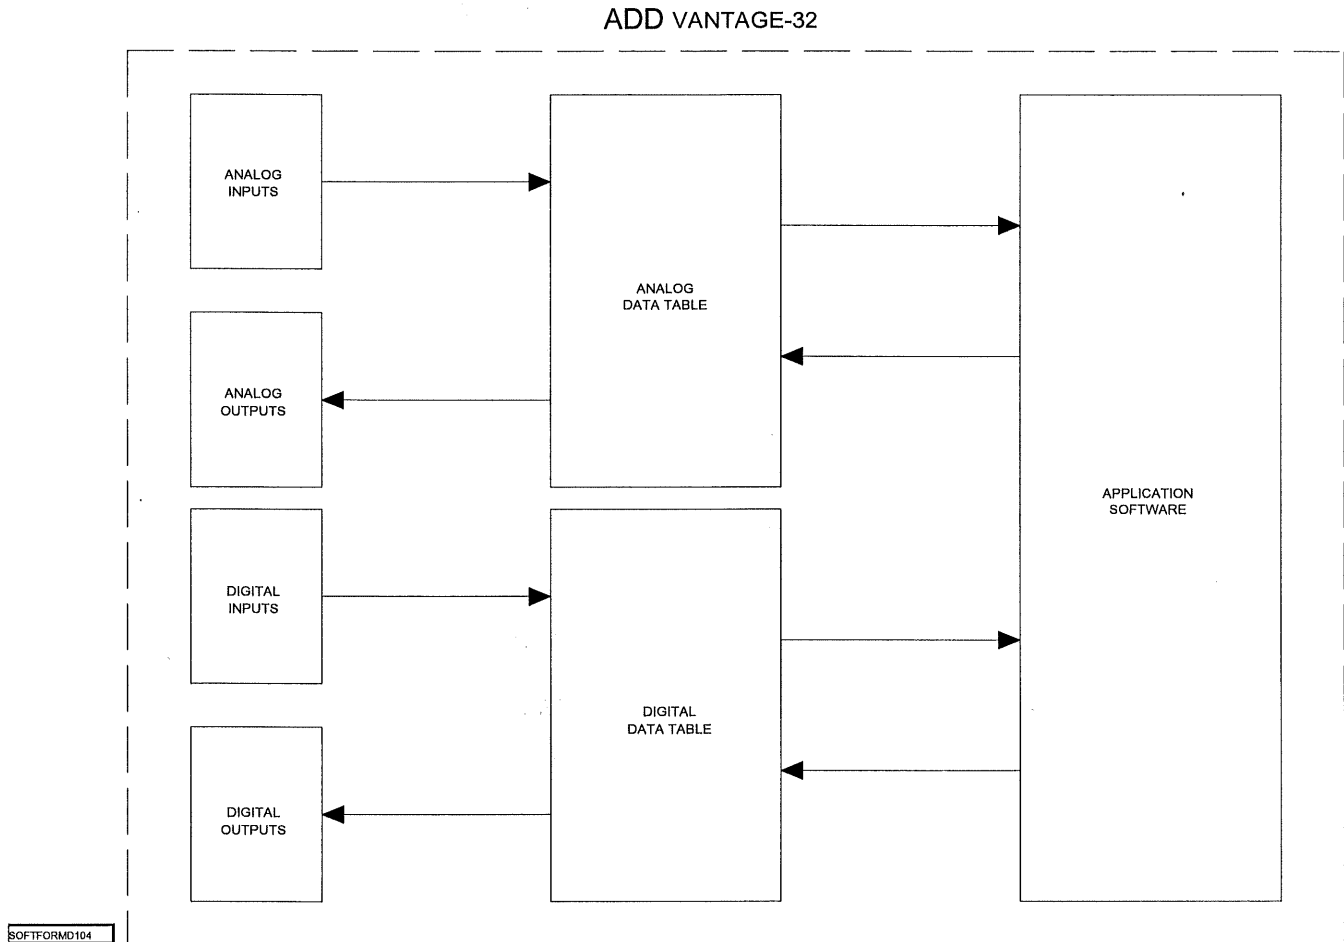 ADD VANTAGE-32
ANALOG
INPUTS
ANALOG
OUTPUTS
ANALOG
DATA TABLE
DIGITAL
INPUTS
DIGITAL
OUTPUTS
DIGITAL
DATA TABLE
APPLICATION
SOFTWARE
SOFTFORMD104